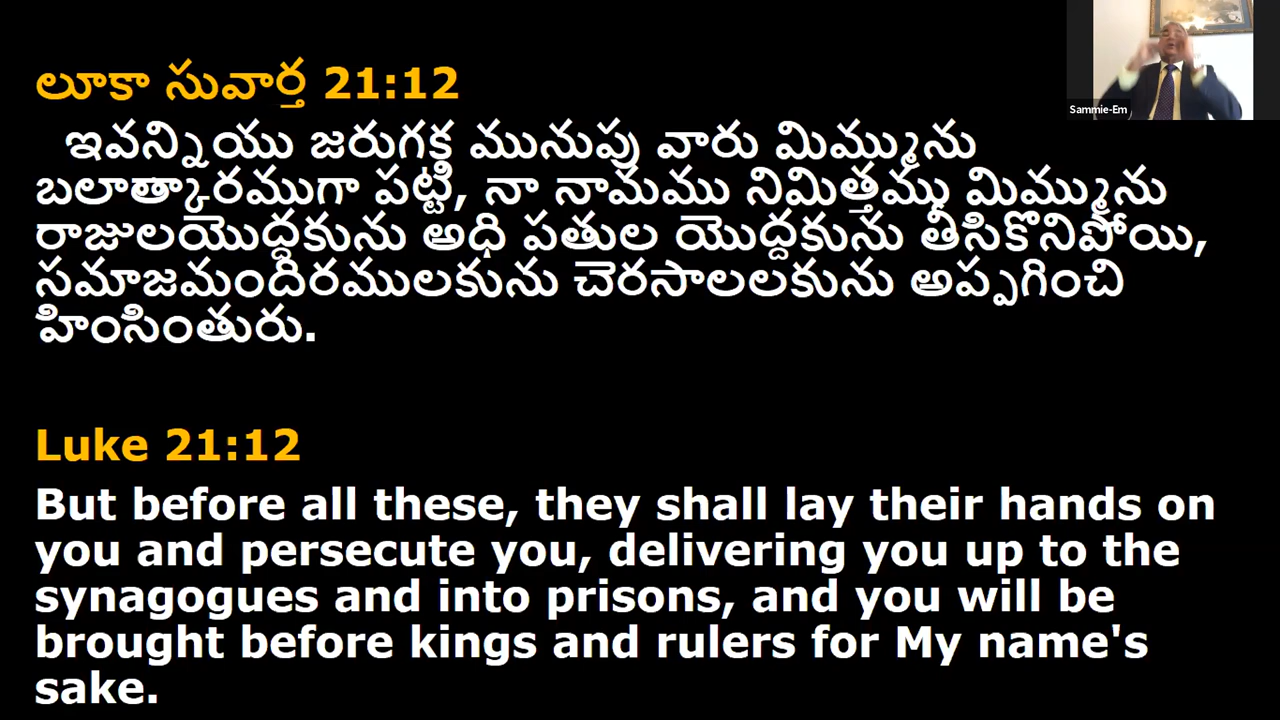 లూకా సువార్త 21:12
Sammie-Em
ఇవన్నియు జరుగక మునుపు వారు మిమ్మును
బలాత్కారముగా పట్టి, నా నామము నిమిత్తము మిమ్మును
రాజులయొద్దకును అధి పతుల యొద్దకును తీసికొనిపోయి,
సమాజమందిరములకును చెరసాలలకును అప్పగించి
హింసింతురు.
Luke 21:12
But before all these, they shall lay their hands on
you and persecute you, delivering you up to the
synagogues and into prisons, and you will be
brought before kings and rulers for My name's
sake.